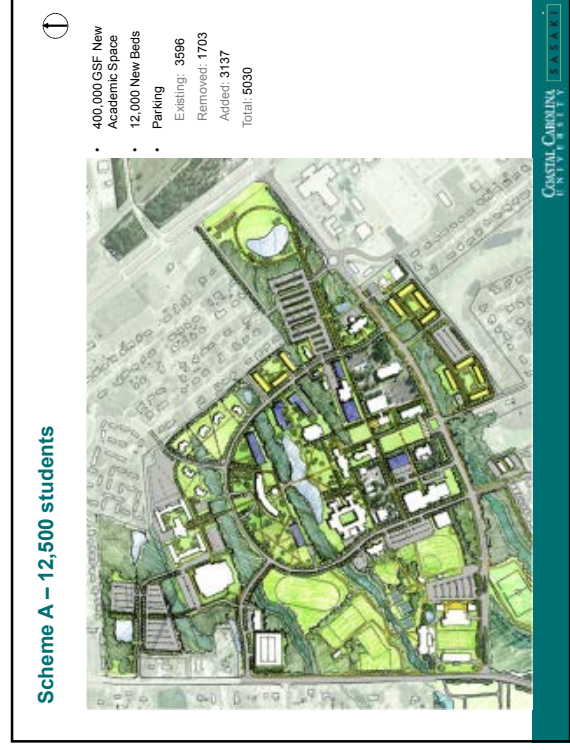 Scheme A – 12,500 students
• 400,000 GSF New
Academic Space
• 12,000 New Beds
• Parking
Existing: 3596
Removed: 1703
Added: 3137
Total: 5030
COASTAL CAROLINA
UNIVERSITY
SASAKI